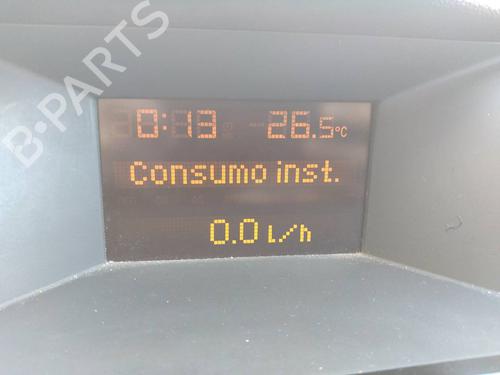 B-PARTS
0:13 26.5°C
Consumo inst.
0.0 l/h